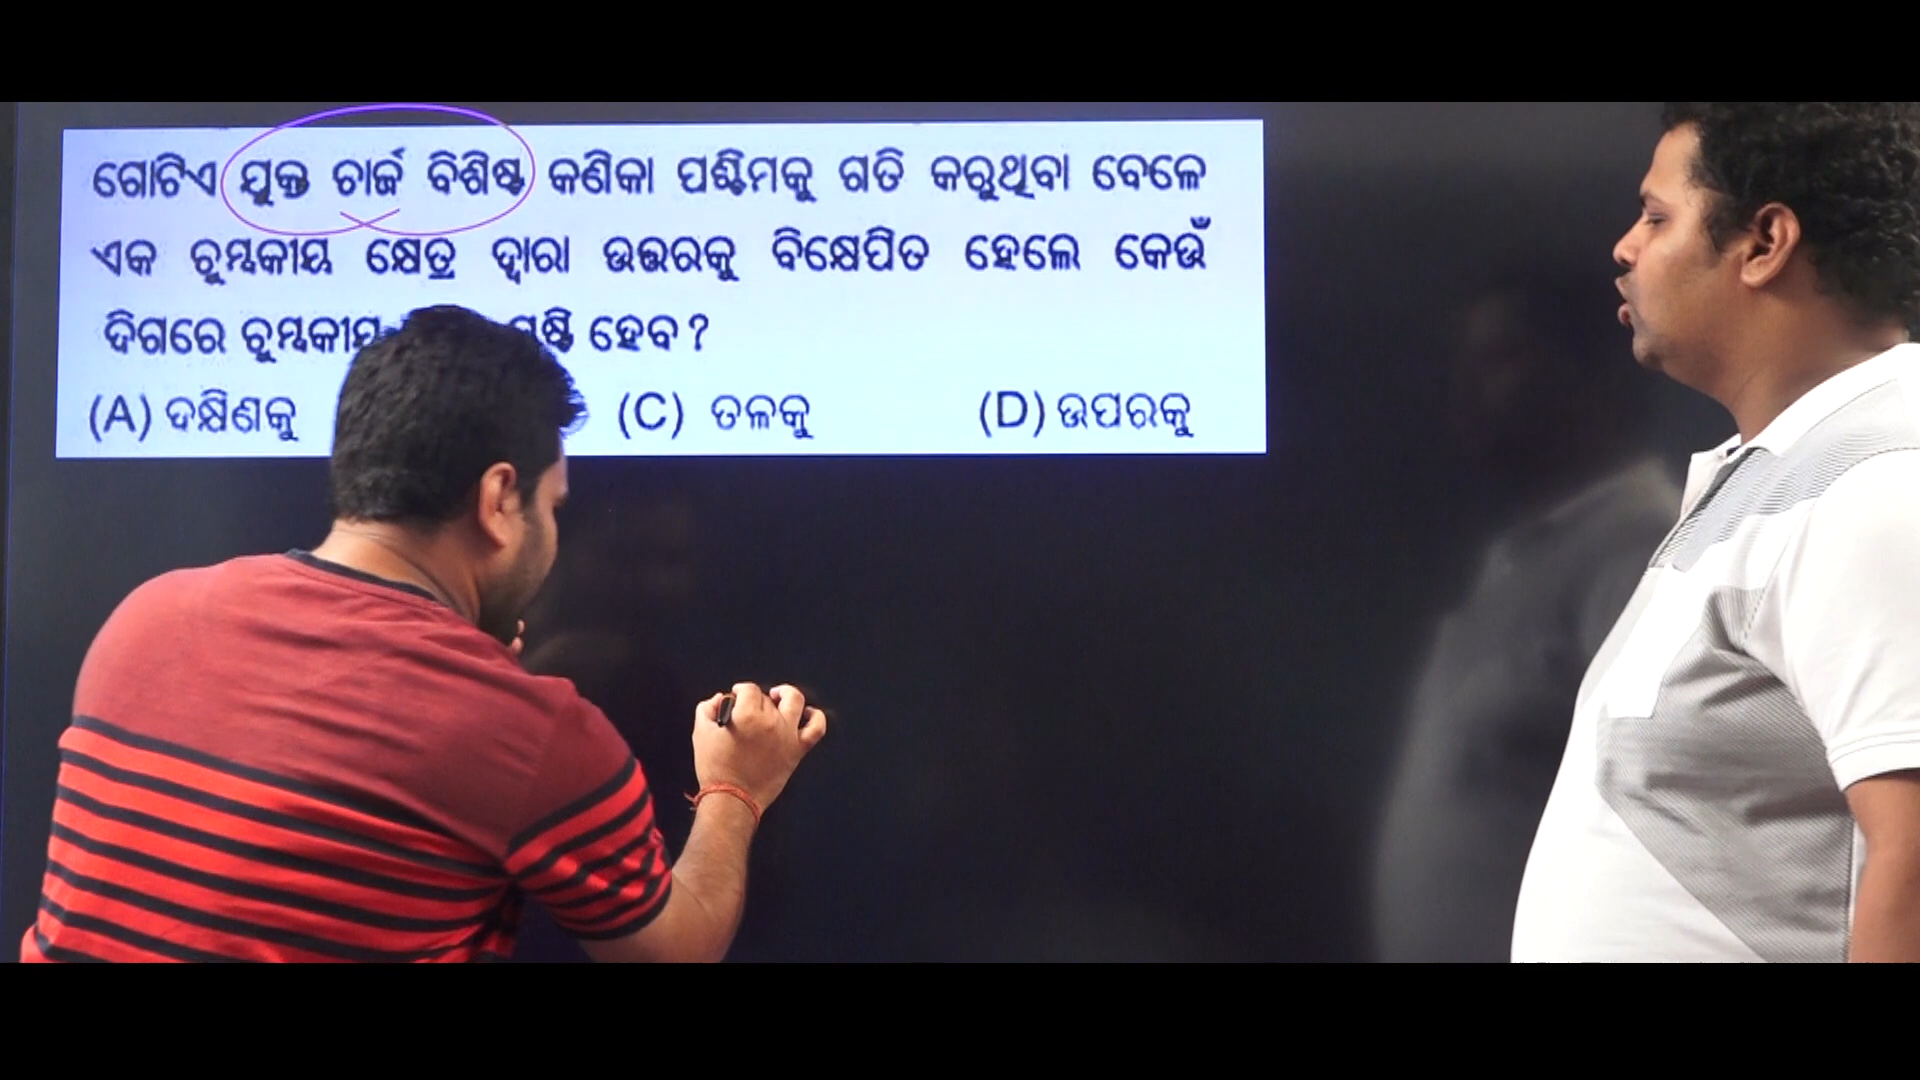 ଗୋଟିଏ ଯୁକ୍ତ ଚାର୍ଜ ବିଶିଷ୍ଟ କଣିକା ପଶ୍ଚିମକୁ ଗତି କରୁଥିବା ବେଳେ
ଏକ ଚୁମ୍ବକୀୟ କ୍ଷେତ୍ର ଦ୍ୱାରା ଉତ୍ତରକୁ ବିକ୍ଷେପିତ ହେଲେ କେଉଁ
ଦିଗରେ ଚୁମ୍ବକୀୟ ହେବ ?
(A) ଦକ୍ଷିଣକୁ (C) ତଳକୁ (D) ଉପରକୁ